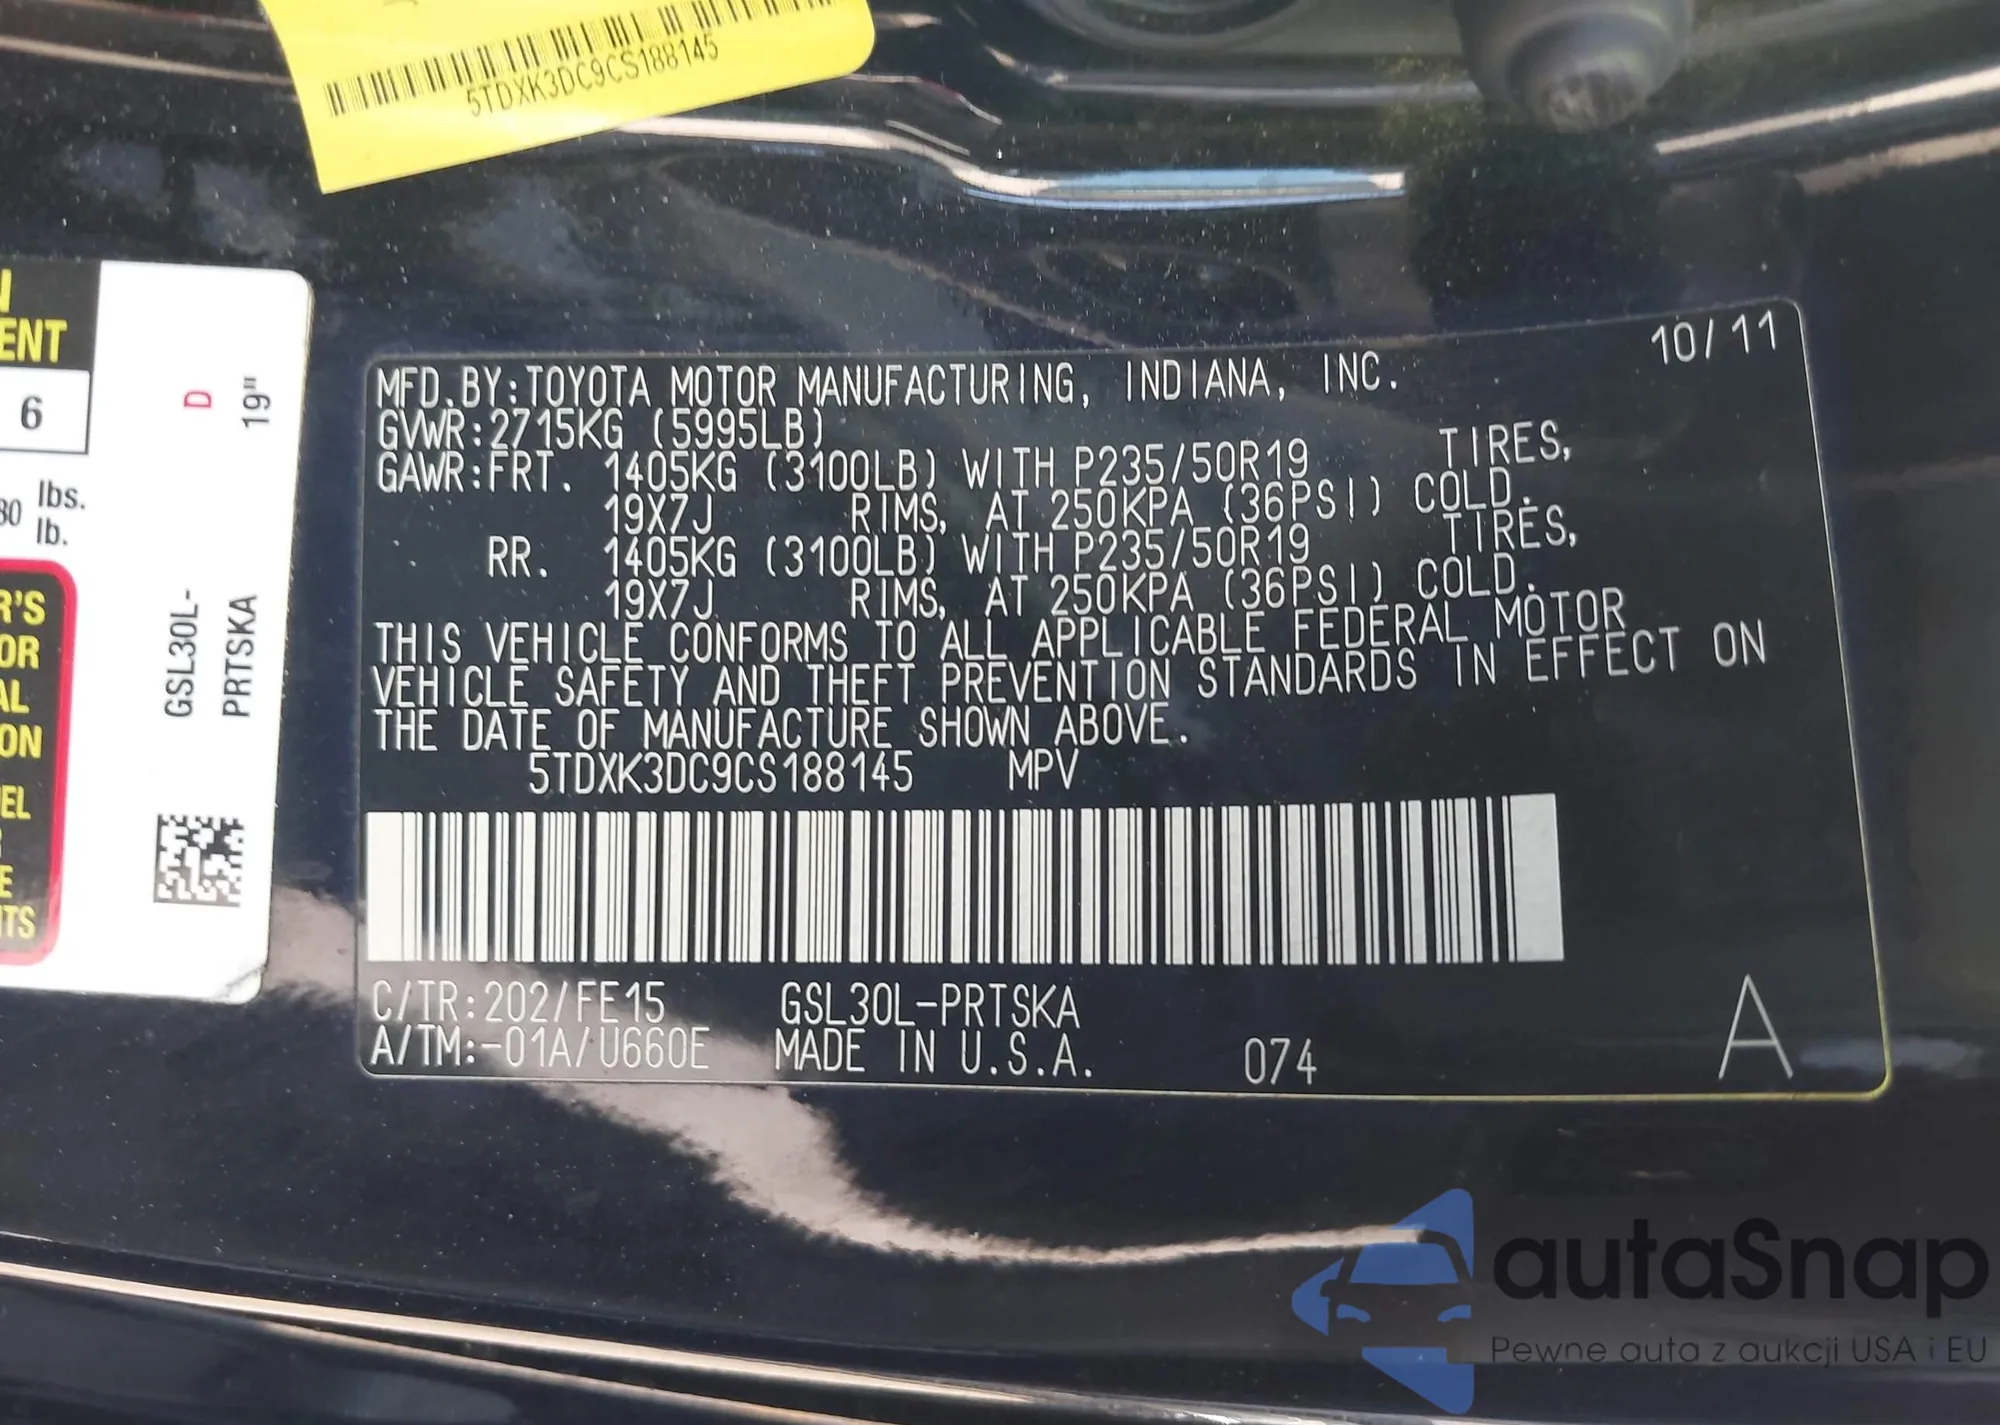 5TDXK3DC9CS188145
ENT
6
D
19"
lbs.
lb.
GSL30L-
PRTSKA
10/11
MFD.BY:TOYOTA MOTOR MANUFACTURING, INDIANA, INC.
GVWR:2715KG (5995LB)
GAWR:FRT. 1405KG (3100LB) WITH P235/50R19 TIRES,
19X7J RIMS, AT 250KPA (36PSI) COLD.
RR. 1405KG (3100LB) WITH P235/50R19 TIRES,
19X7J RIMS, AT 250KPA (36PSI) COLD.
THIS VEHICLE CONFORMS TO ALL APPLICABLE FEDERAL MOTOR
VEHICLE SAFETY AND THEFT PREVENTION STANDARDS IN EFFECT ON
THE DATE OF MANUFACTURE SHOWN ABOVE.
5TDXK3DC9CS188145 MPV
C/TR:202/FE15 GSL30L-PRTSKA
A/TM:-01A/U660E MADE IN U.S.A. 074 A
autaSnap
Pewne auta z aukcji USA i EU